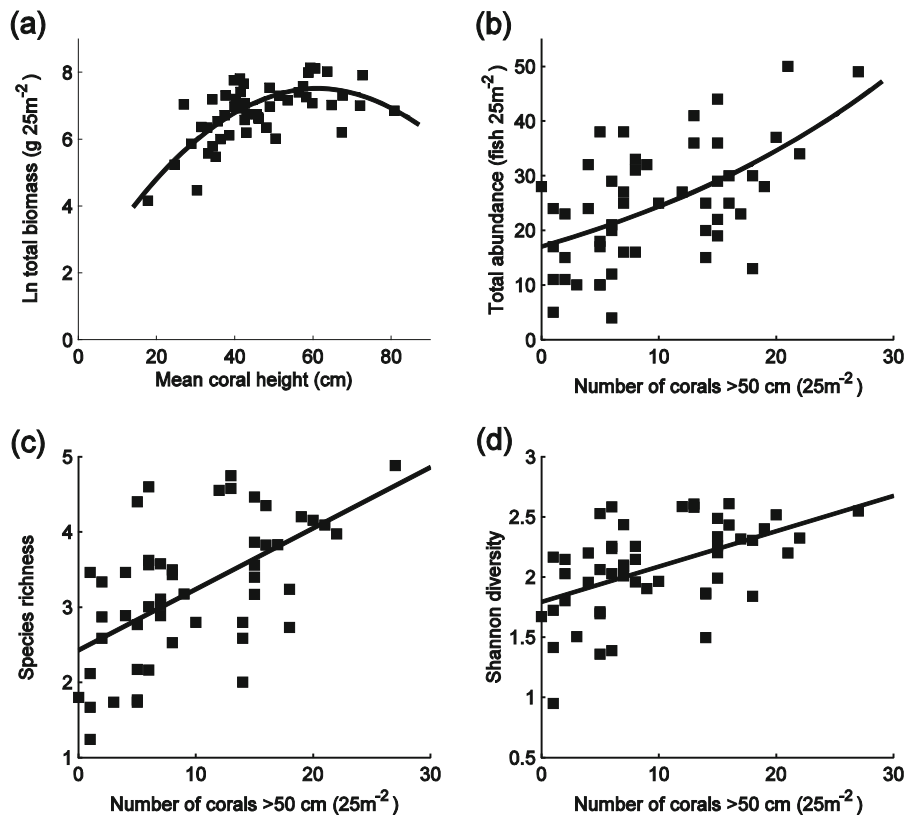 (a)
Ln total biomass (g 25m⁻²)
8
6
4
2
0
0 20 40 60 80
Mean coral height (cm)
(b)
Total abundance (fish 25m⁻²)
50
40
30
20
10
0
0 10 20 30
Number of corals >50 cm (25m⁻²)
(c)
Species richness
5
4
3
2
1
0 10 20 30
Number of corals >50 cm (25m⁻²)
(d)
Shannon diversity
3
2.5
2
1.5
1
0.5
0 10 20 30
Number of corals >50 cm (25m⁻²)